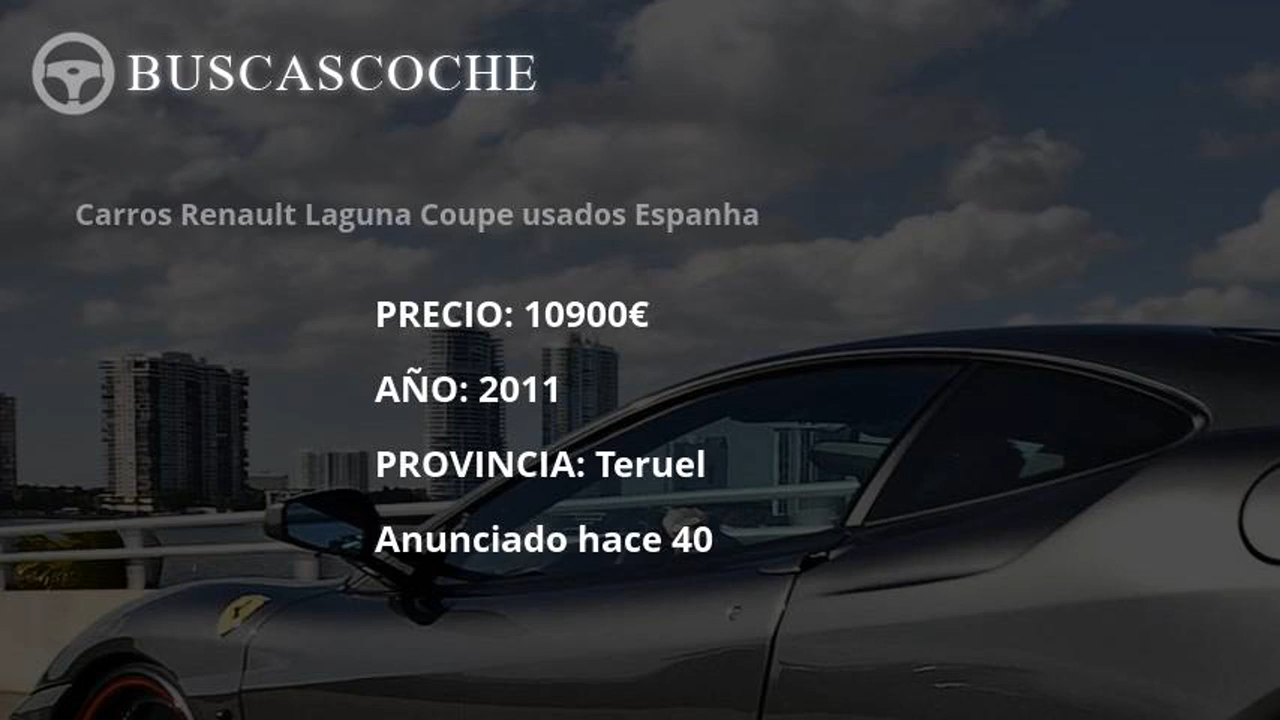 BUSCASCOCHE
Carros Renault Laguna Coupe usados Espanha
PRECIO: 10900€
AÑO: 2011
PROVINCIA: Teruel
Anunciado hace 40